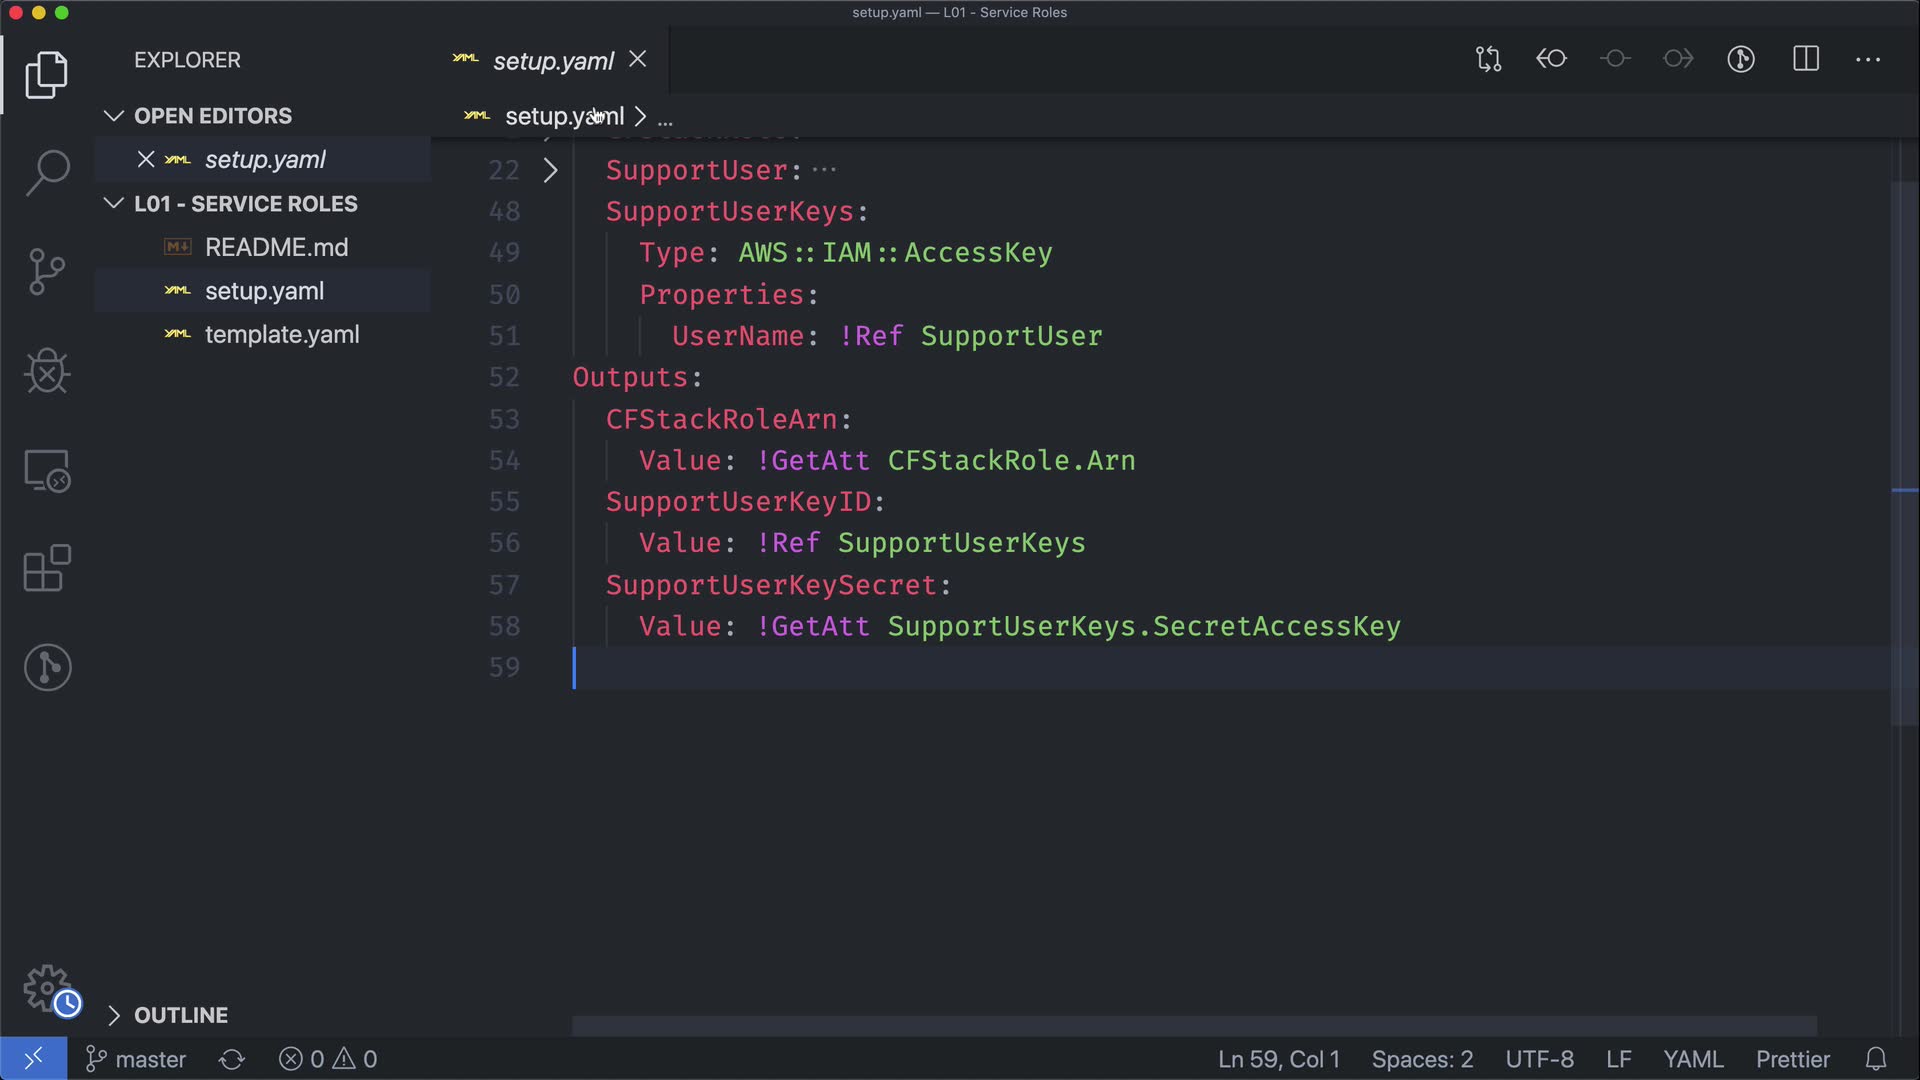 setup.yaml — L01 - Service Roles
EXPLORER
OPEN EDITORS
setup.yaml
L01 - SERVICE ROLES
README.md
setup.yaml
template.yaml
OUTLINE
setup.yaml
setup.yaml > ...
22 SupportUser: ...
48 SupportUserKeys:
49 Type: AWS::IAM::AccessKey
50 Properties:
51 UserName: !Ref SupportUser
52 Outputs:
53 CFStackRoleArn:
54 Value: !GetAtt CFStackRole.Arn
55 SupportUserKeyID:
56 Value: !Ref SupportUserKeys
57 SupportUserKeySecret:
58 Value: !GetAtt SupportUserKeys.SecretAccessKey
59
master 0 0 Ln 59, Col 1 Spaces: 2 UTF-8 LF YAML Prettier